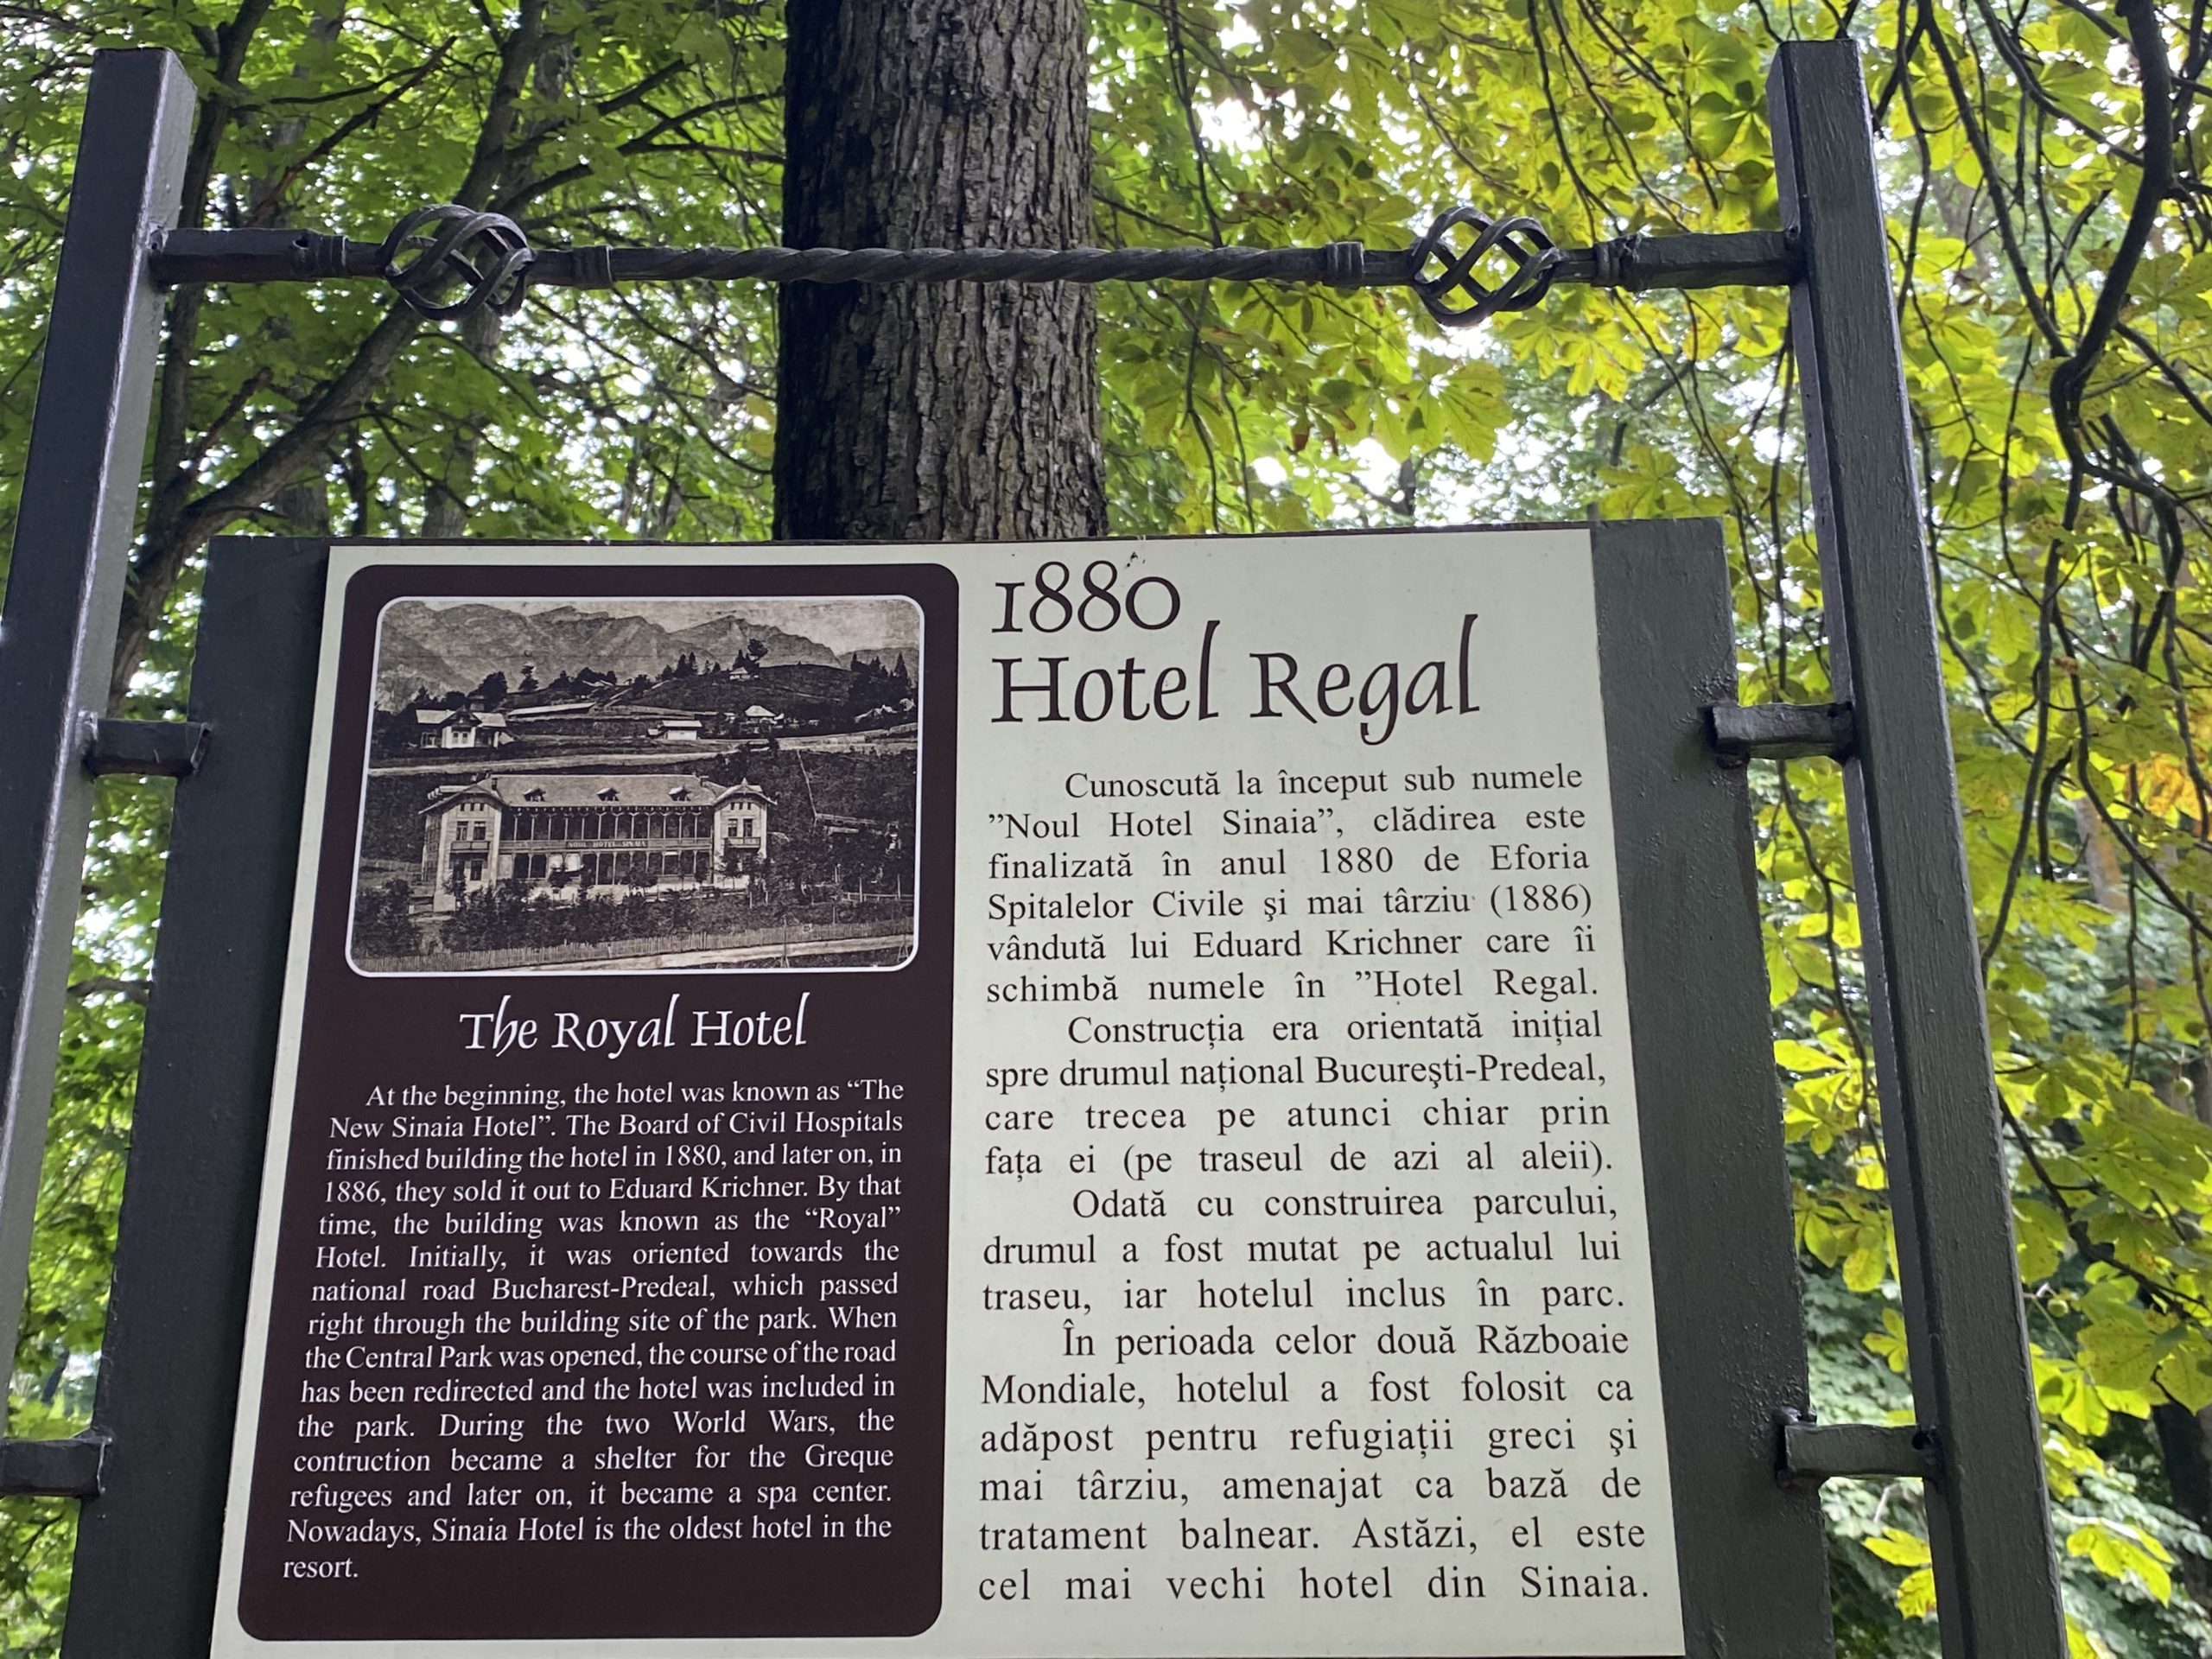 NOUL HOTEL SINAIA
The Royal Hotel
At the beginning, the hotel was known as “The
New Sinaia Hotel”. The Board of Civil Hospitals
finished building the hotel in 1880, and later on, in
1886, they sold it out to Eduard Krichner. By that
time, the building was known as the “Royal”
Hotel. Initially, it was oriented towards the
national road Bucharest-Predeal, which passed
right through the building site of the park. When
the Central Park was opened, the course of the road
has been redirected and the hotel was included in
the park. During the two World Wars, the
contruction became a shelter for the Greque
refugees and later on, it became a spa center.
Nowadays, Sinaia Hotel is the oldest hotel in the
resort.
1880
Hotel Regal
Cunoscută la început sub numele
”Noul Hotel Sinaia”, clădirea este
finalizată în anul 1880 de Eforia
Spitalelor Civile şi mai târziu (1886)
vândută lui Eduard Krichner care îi
schimbă numele în ”Hotel Regal.
Construcția era orientată inițial
spre drumul național Bucureşti-Predeal,
care trecea pe atunci chiar prin
fața ei (pe traseul de azi al aleii).
Odată cu construirea parcului,
drumul a fost mutat pe actualul lui
traseu, iar hotelul inclus în parc.
În perioada celor două Războaie
Mondiale, hotelul a fost folosit ca
adăpost pentru refugiații greci şi
mai târziu, amenajat ca bază de
tratament balnear. Astăzi, el este
cel mai vechi hotel din Sinaia.